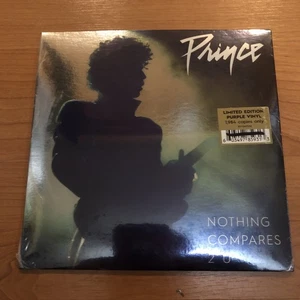 Prince
LIMITED EDITION
PURPLE VINYL
NOTHING
COMPARES
2 U